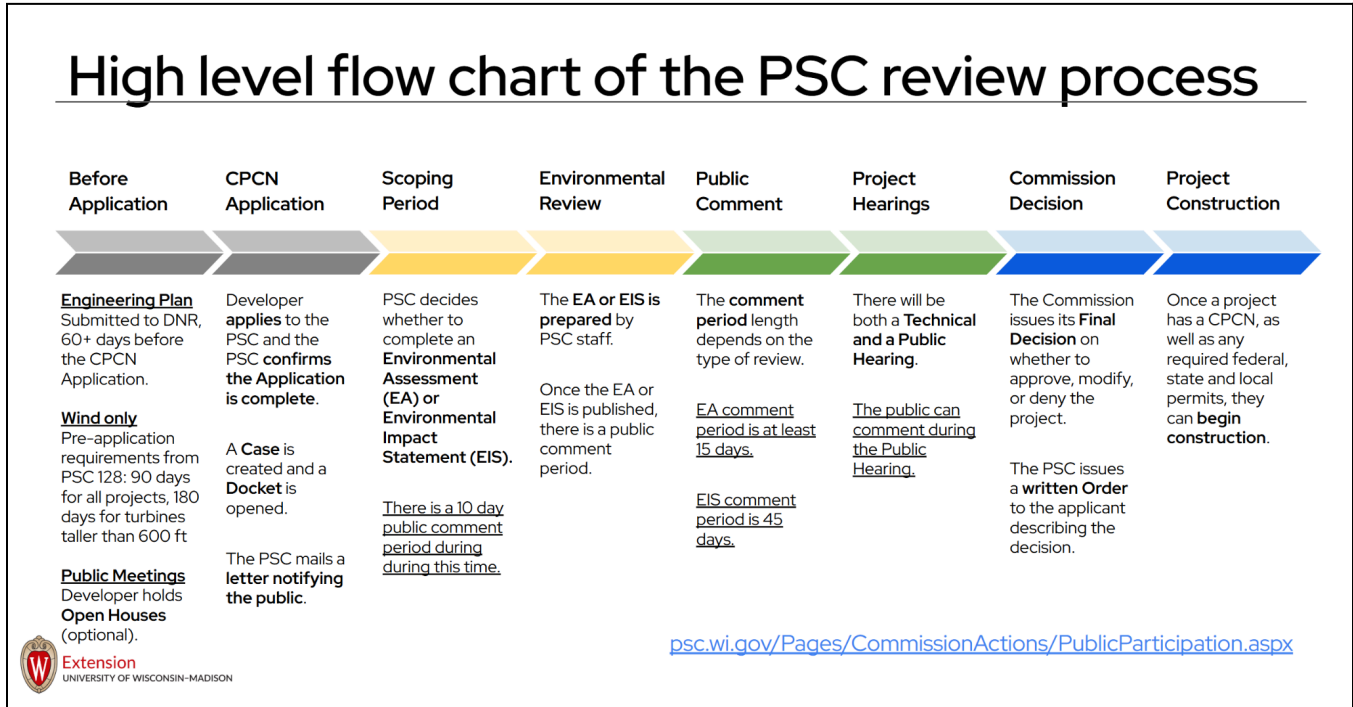 High level flow chart of the PSC review process
Before
Application
Engineering Plan
Submitted to DNR,
60+ days before
the CPCN
Application.
Wind only
Pre-application
requirements from
PSC 128: 90 days
for all projects, 180
days for turbines
taller than 600 ft
Public Meetings
Developer holds
Open Houses
(optional).
CPCN
Application
Developer
applies to the
PSC and the
PSC confirms
the Application
is complete.
A Case is
created and a
Docket is
opened.
The PSC mails a
letter notifying
the public.
Scoping
Period
PSC decides
whether to
complete an
Environmental
Assessment
(EA) or
Environmental
Impact
Statement (EIS).
There is a 10 day
public comment
period during
during this time.
Environmental
Review
The EA or EIS is
prepared by
PSC staff.
Once the EA or
EIS is published,
there is a public
comment
period.
Public
Comment
The comment
period length
depends on the
type of review.
EA comment
period is at least
15 days.
EIS comment
period is 45
days.
Project
Hearings
There will be
both a Technical
and a Public
Hearing.
The public can
comment during
the Public
Hearing.
Commission
Decision
The Commission
issues its Final
Decision on
whether to
approve, modify,
or deny the
project.
The PSC issues
a written Order
to the applicant
describing the
decision.
Project
Construction
Once a project
has a CPCN, as
well as any
required federal,
state and local
permits, they
can begin
construction.
psc.wi.gov/Pages/CommissionActions/PublicParticipation.aspx
W
Extension
UNIVERSITY OF WISCONSIN-MADISON